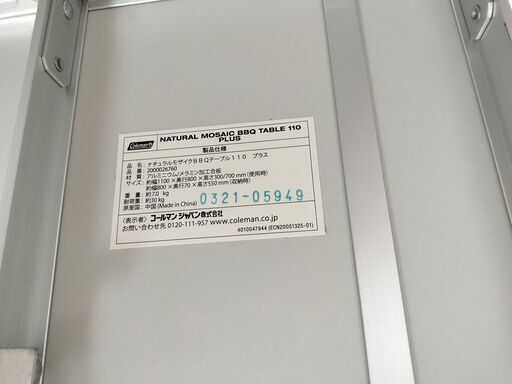 Coleman
NATURAL MOSAIC BBQ TABLE 110
PLUS
製品仕様
品 名: ナチュラルモザイクBBQテーブル110 プラス
品 番: 2000026760
材 質: アルミニウム/メラミン加工合板
サイズ: 約幅1100×奥行800×高さ300/700mm(使用時)
約幅800×奥行70×高さ550mm(収納時)
重 量: 約7.0 kg
耐荷重: 約30kg
原産国: 中国 (Made in China)
0321-05949
〈表示者〉コールマン ジャパン株式会社
お問い合わせ先 0120-111-957 www.coleman.co.jp
4010047944 (ECN20051325-01)